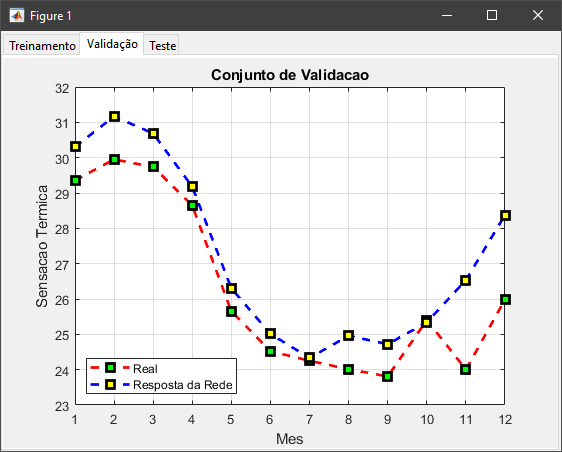 Figure 1
Treinamento Validação Teste
Conjunto de Validacao
32
31
30
29
28
27
26
25
24
23
Sensacao Termica
Real
Resposta da Rede
1 2 3 4 5 6 7 8 9 10 11 12
Mes